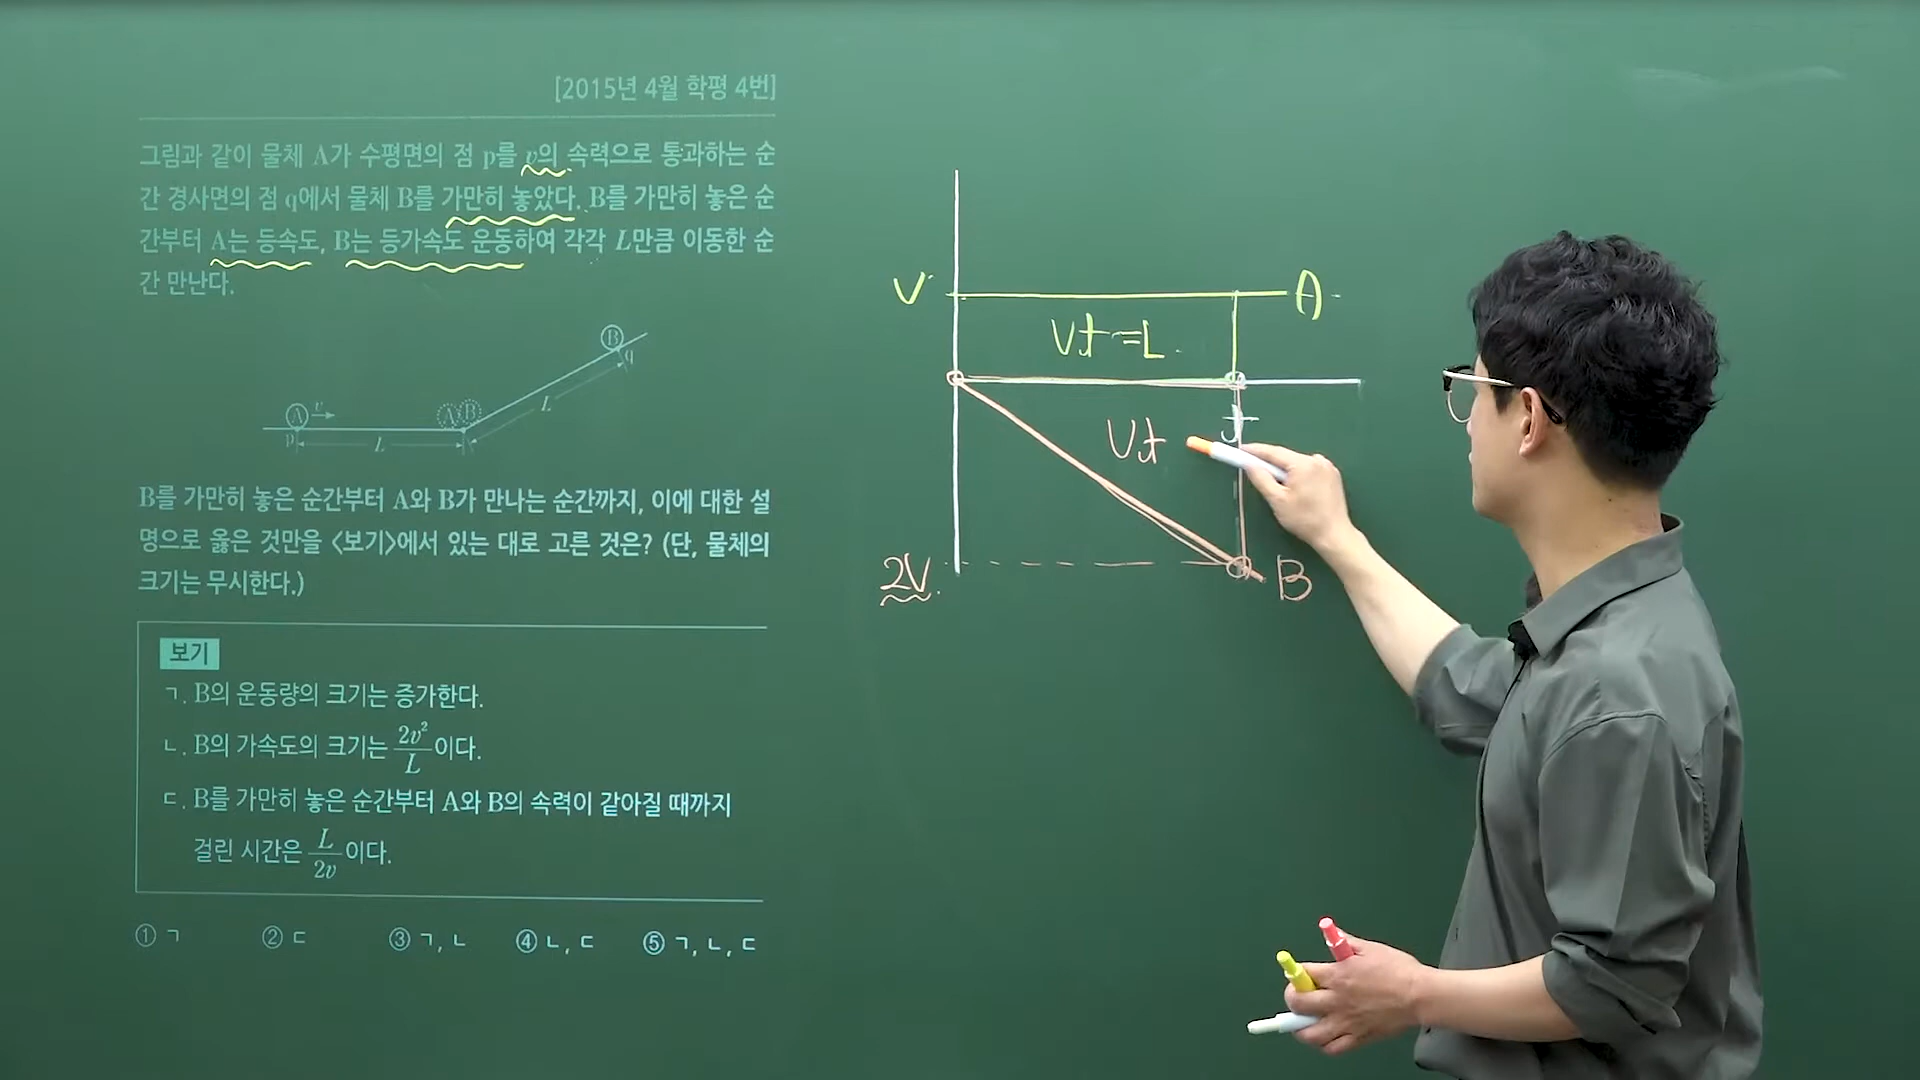 [2015년 4월 학평 4번]
그림과 같이 물체 A가 수평면의 점 p를 v의 속력으로 통과하는 순
간 경사면의 점 q에서 물체 B를 가만히 놓았다. B를 가만히 놓은 순
간부터 A는 등속도, B는 등가속도 운동하여 각각 L만큼 이동한 순
간 만난다.
B
q
A v A B L
p L
B를 가만히 놓은 순간부터 A와 B가 만나는 순간까지, 이에 대한 설
명으로 옳은 것만을 <보기>에서 있는 대로 고른 것은? (단, 물체의
크기는 무시한다.)
보기
ㄱ. B의 운동량의 크기는 증가한다.
ㄴ. B의 가속도의 크기는 2v²/L이다.
ㄷ. B를 가만히 놓은 순간부터 A와 B의 속력이 같아질 때까지
걸린 시간은 L/2v이다.
① ㄱ ② ㄷ ③ ㄱ, ㄴ ④ ㄴ, ㄷ ⑤ ㄱ, ㄴ, ㄷ
V A
Vt=L
t
Vt
2V B